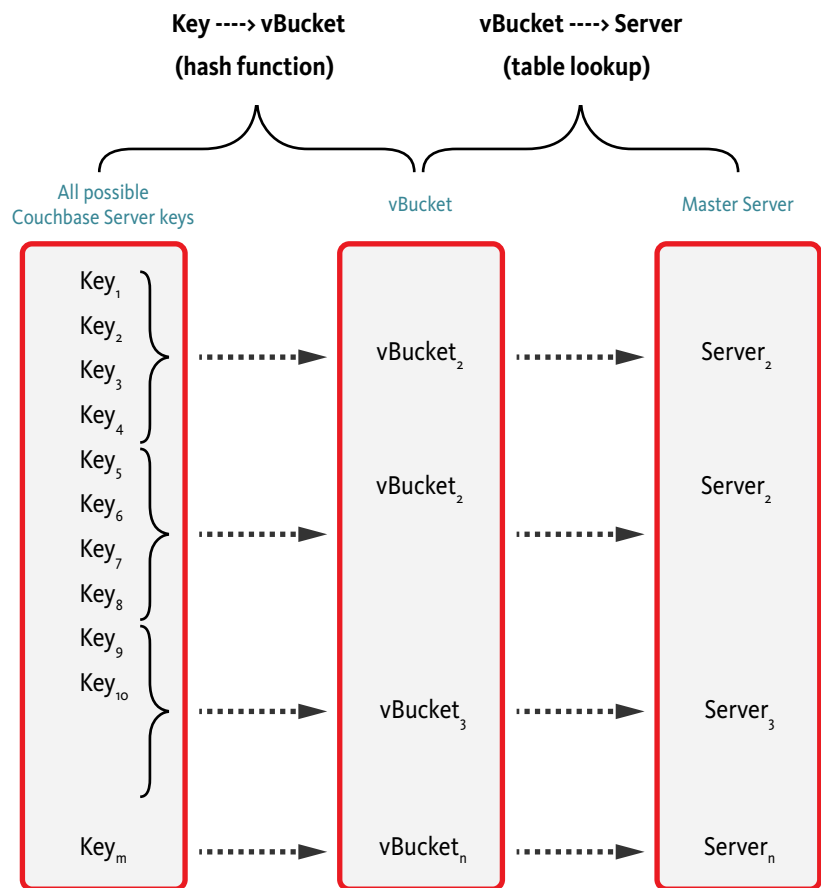 Key ----> vBucket
(hash function)
vBucket ----> Server
(table lookup)
All possible
Couchbase Server keys
vBucket
Master Server
Key₁
Key₂
Key₃
Key₄
Key₅
Key₆
Key₇
Key₈
Key₉
Key₁₀
Keyₘ
vBucket₂
vBucket₂
vBucket₃
vBucketₙ
Server₂
Server₂
Server₃
Serverₙ